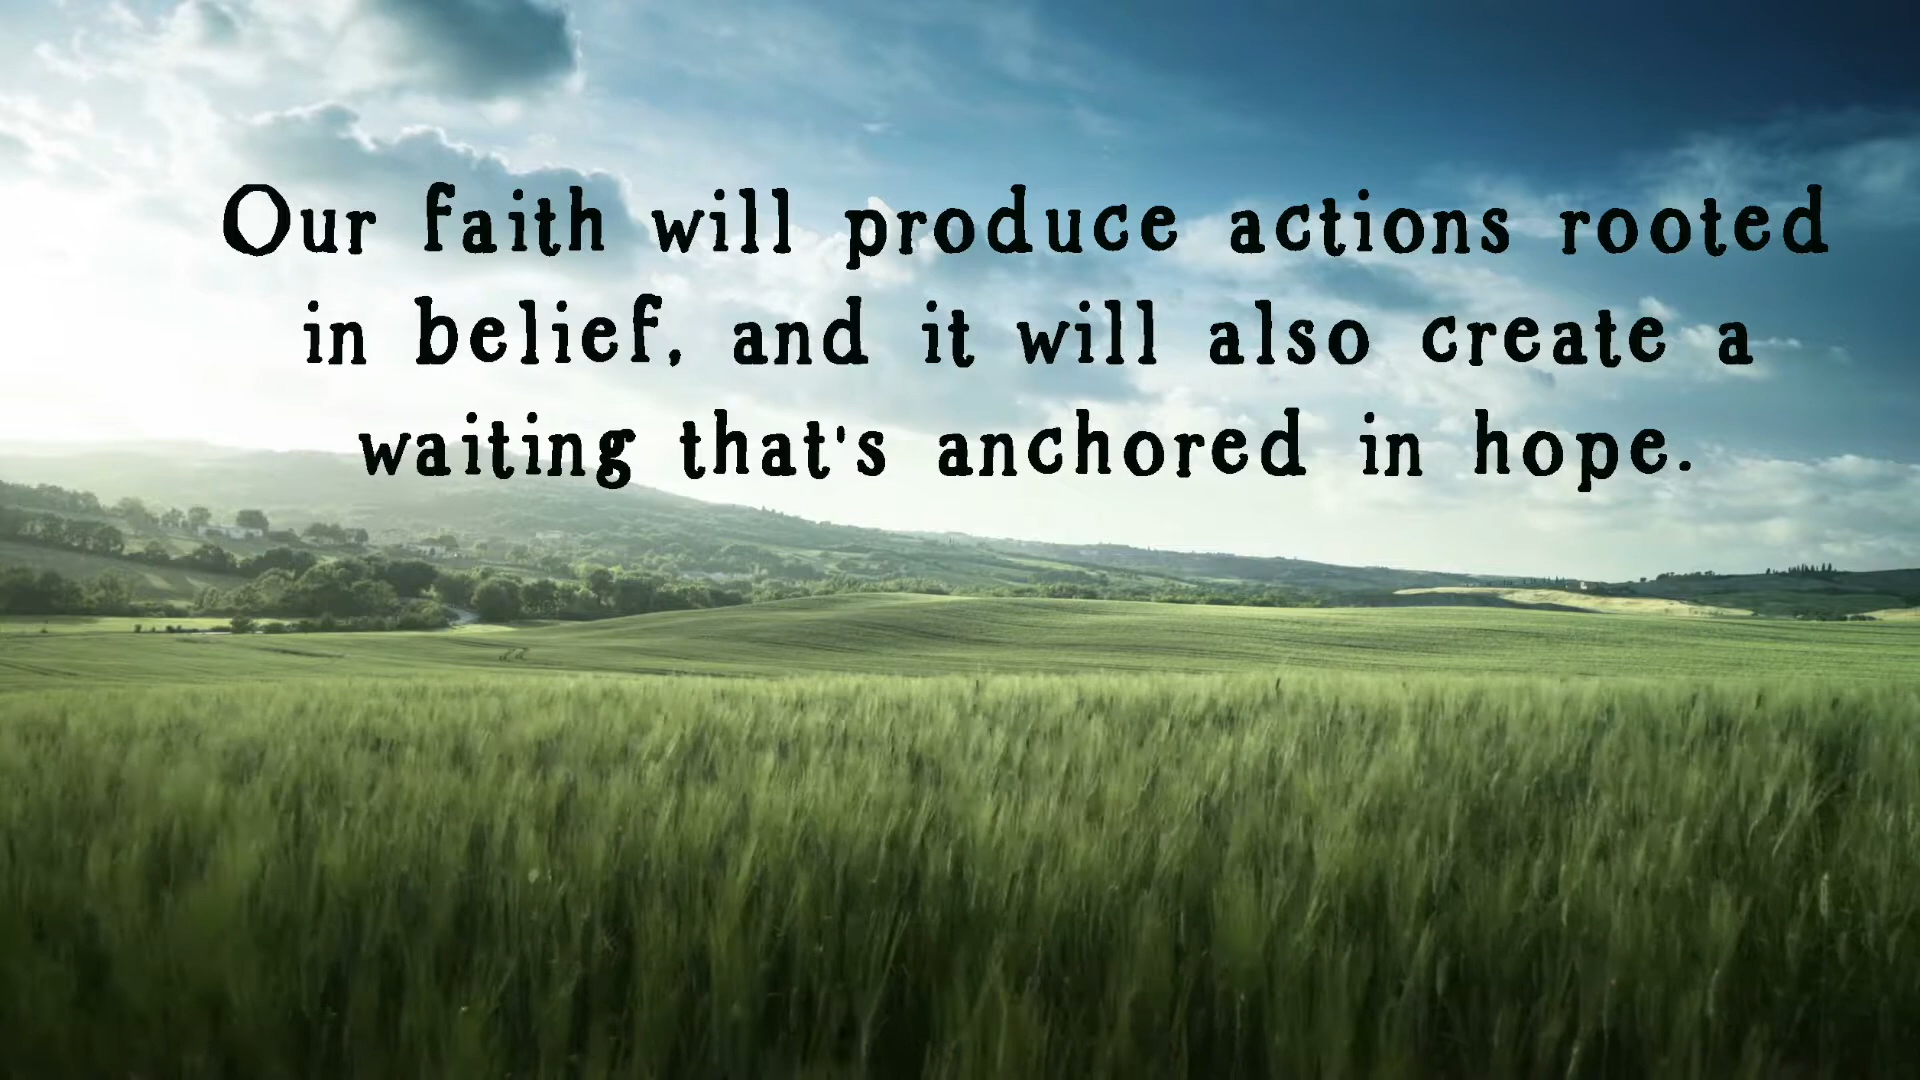 Our faith will produce actions rooted
in belief, and it will also create a
waiting that's anchored in hope.